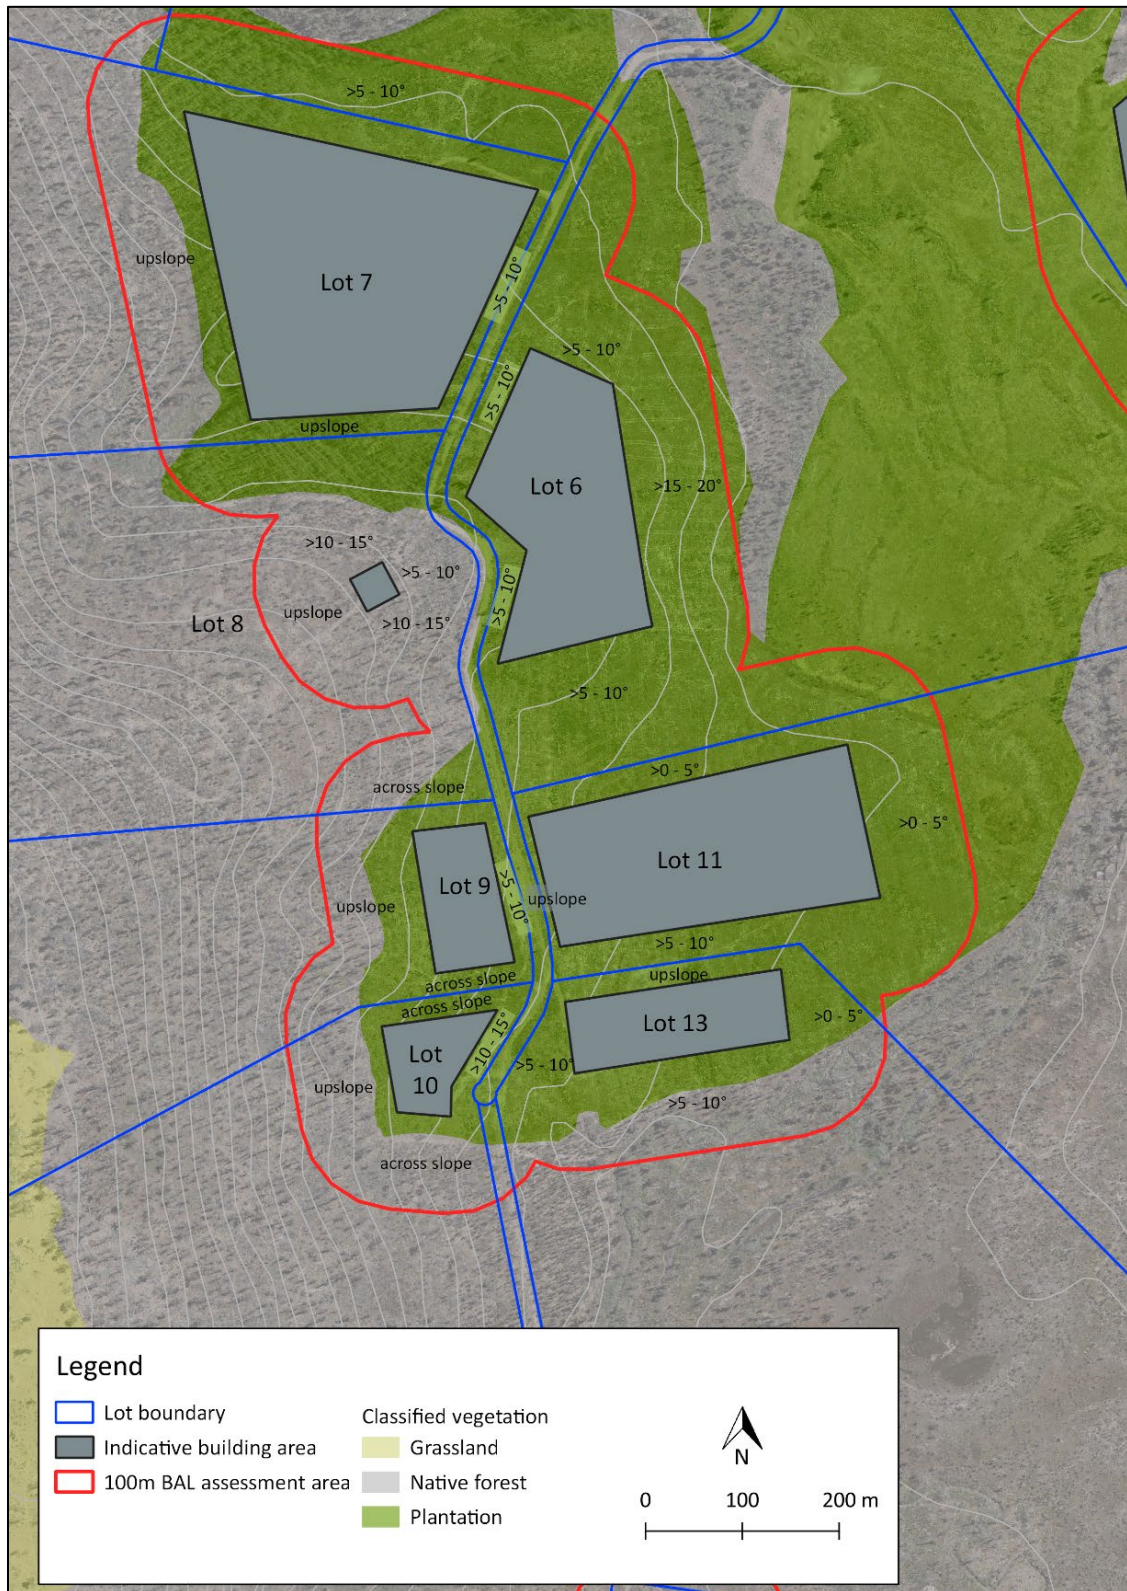 >5 - 10°
upslope
Lot 7
>5 - 10°
>5 - 10°
>5 - 10°
upslope
Lot 6
>15 - 20°
>10 - 15°
>5 - 10°
upslope
>10 - 15°
>5 - 10°
Lot 8
>5 - 10°
>0 - 5°
across slope
>0 - 5°
Lot 11
Lot 9
>5 - 10°
upslope
upslope
>5 - 10°
upslope
across slope
across slope
Lot 13
>0 - 5°
>10 - 15°
Lot
10
>5 - 10°
upslope
>5 - 10°
across slope
Legend
Lot boundary
Indicative building area
100m BAL assessment area
Classified vegetation
Grassland
Native forest
Plantation
N
0 100 200 m